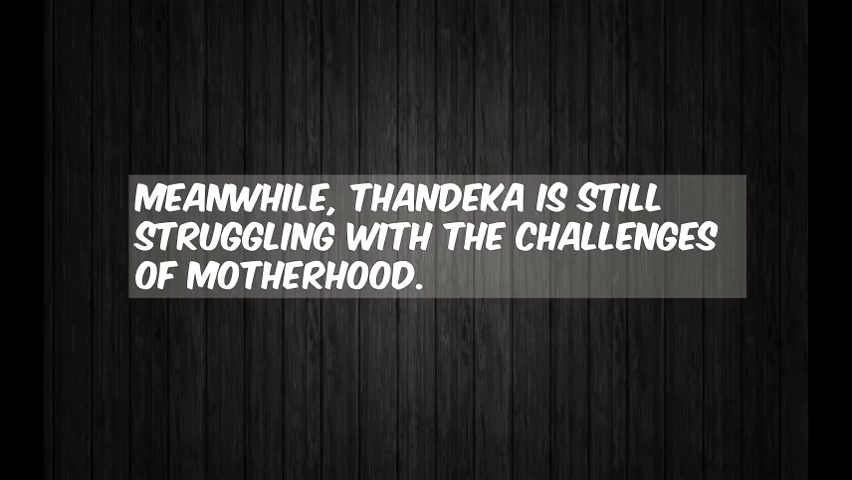 MEANWHILE, THANDEKA IS STILL
STRUGGLING WITH THE CHALLENGES
OF MOTHERHOOD.